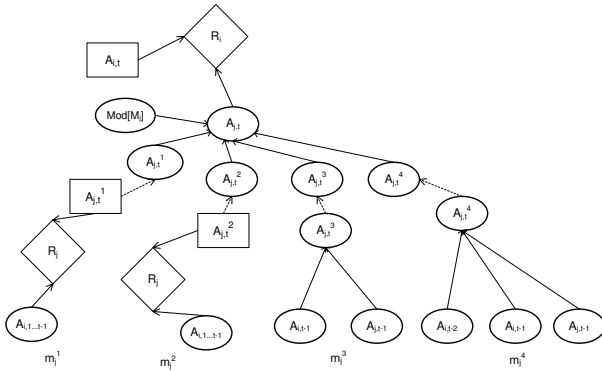 R_i
A_{i,t}
Mod[M_j]
A_{j,t}
A_{j,t}^1
A_{j,t}^2
A_{j,t}^3
A_{j,t}^4
A_{j,t}^1
A_{j,t}^2
A_{j,t}^3
A_{j,t}^4
R_j
R_j
A_{i,1...t-1}
A_{i,1...t-1}
A_{i,t-1}
A_{j,t-1}
A_{i,t-2}
A_{i,t-1}
A_{j,t-1}
m_j^1
m_j^2
m_j^3
m_j^4